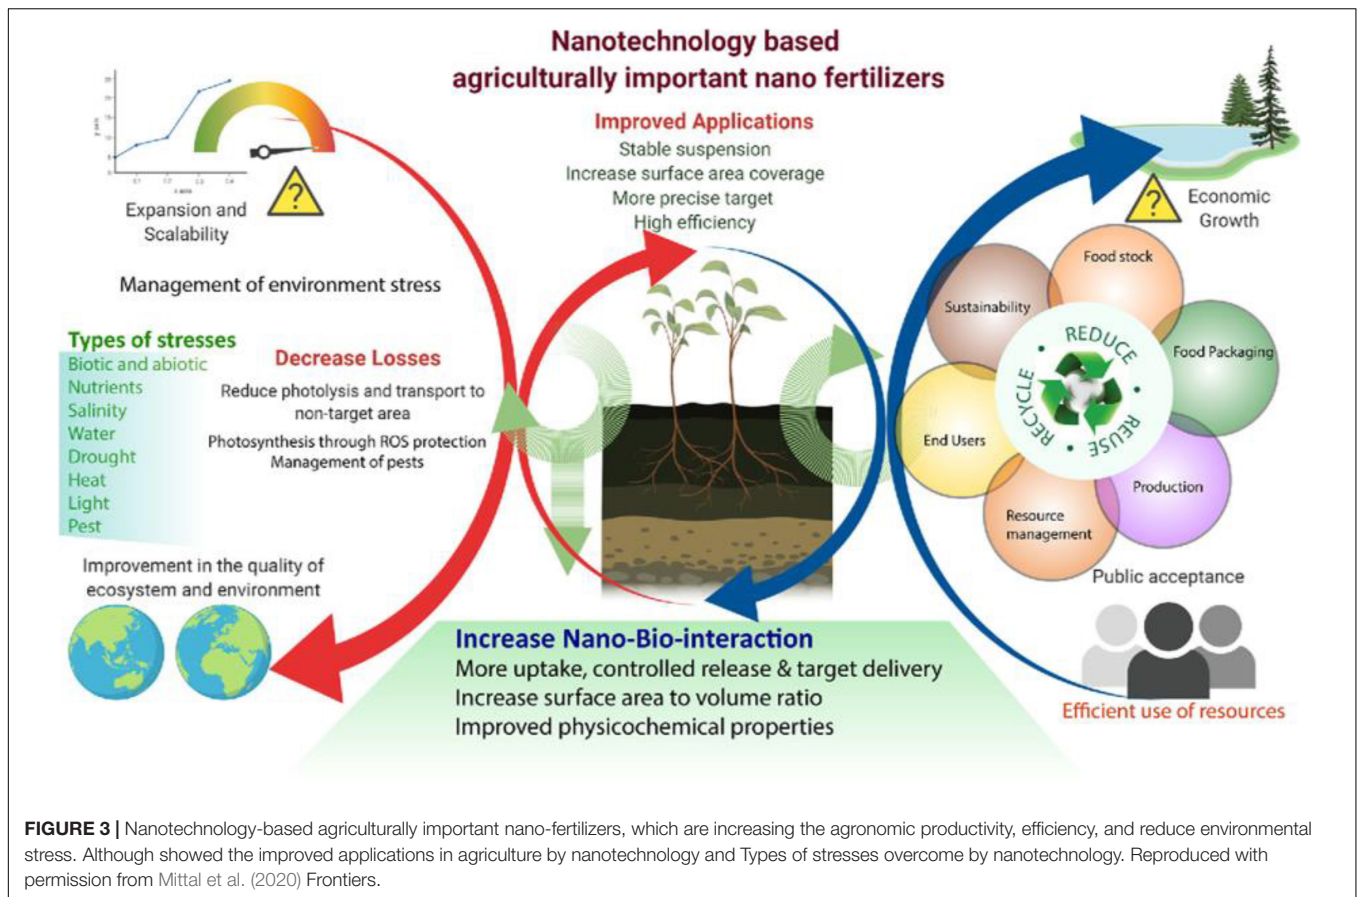 Nanotechnology based
agriculturally important nano fertilizers
Improved Applications
Stable suspension
Increase surface area coverage
More precise target
High efficiency
Expansion and
Scalability
?
Management of environment stress
Types of stresses
Biotic and abiotic
Nutrients
Salinity
Water
Drought
Heat
Light
Pest
Decrease Losses
Reduce photolysis and transport to
non-target area
Photosynthesis through ROS protection
Management of pests
Improvement in the quality of
ecosystem and environment
?
Economic
Growth
Food stock
Sustainability
Food Packaging
End Users
Production
Resource
management
REDUCE
REUSE
RECYCLE
Public acceptance
Efficient use of resources
Increase Nano-Bio-interaction
More uptake, controlled release & target delivery
Increase surface area to volume ratio
Improved physicochemical properties
FIGURE 3 | Nanotechnology-based agriculturally important nano-fertilizers, which are increasing the agronomic productivity, efficiency, and reduce environmental
stress. Although showed the improved applications in agriculture by nanotechnology and Types of stresses overcome by nanotechnology. Reproduced with
permission from Mittal et al. (2020) Frontiers.